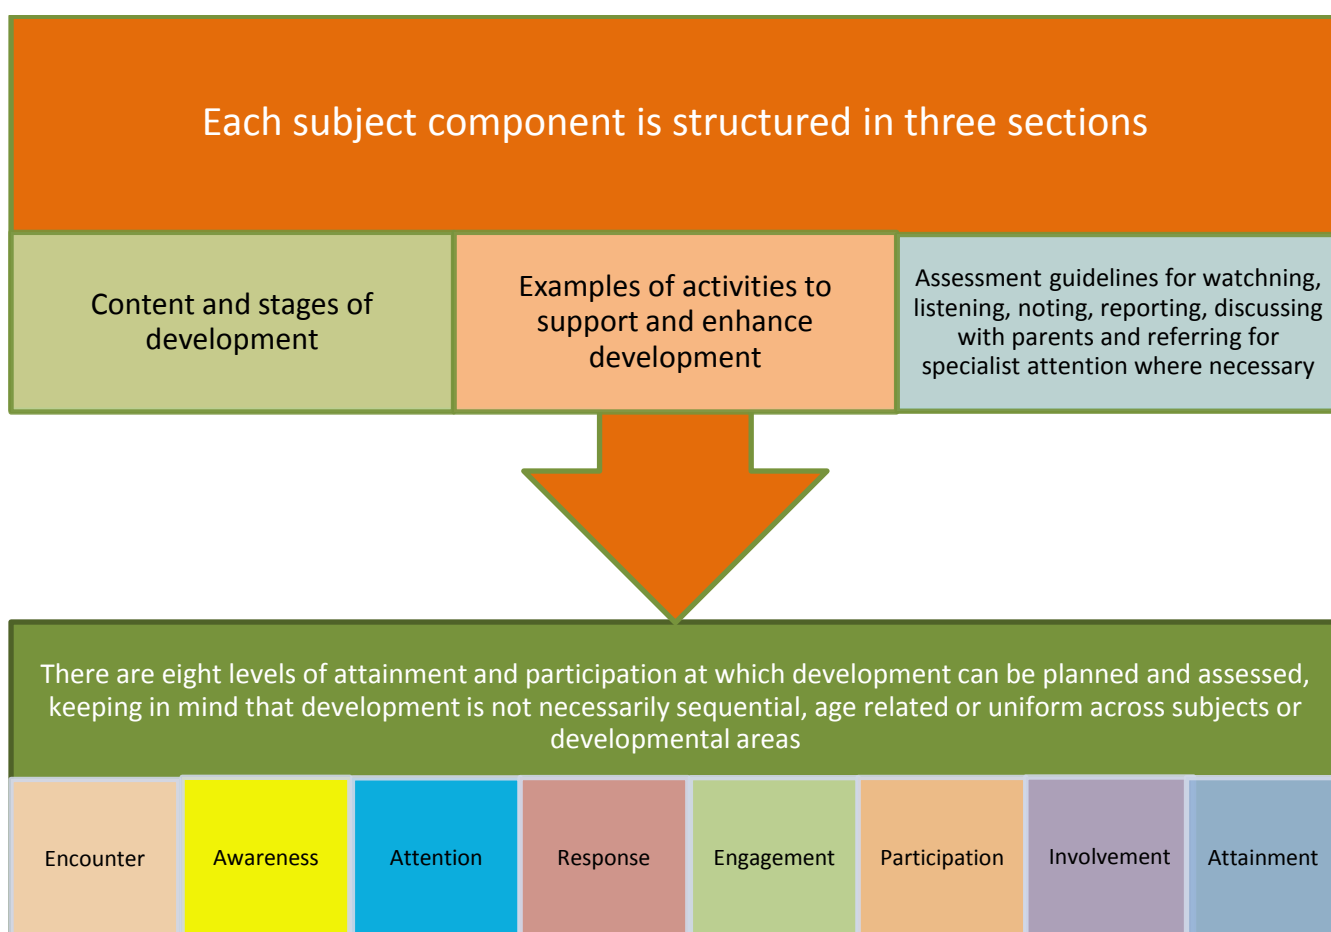 Each subject component is structured in three sections
Content and stages of
development
Examples of activities to
support and enhance
development
Assessment guidelines for watchning,
listening, noting, reporting, discussing
with parents and referring for
specialist attention where necessary
There are eight levels of attainment and participation at which development can be planned and assessed,
keeping in mind that development is not necessarily sequential, age related or uniform across subjects or
developmental areas
Encounter
Awareness
Attention
Response
Engagement
Participation
Involvement
Attainment